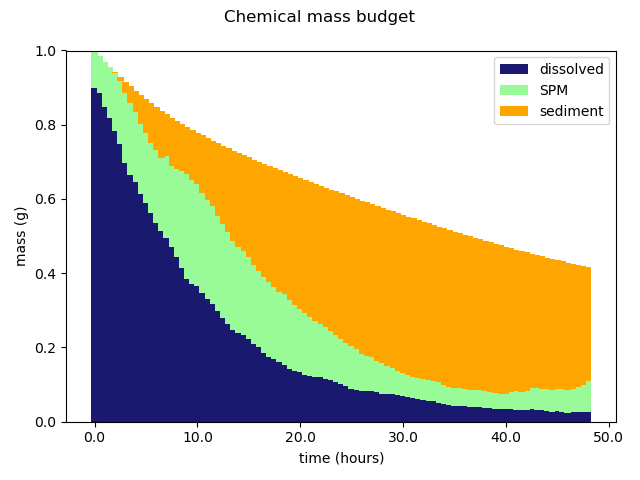 Chemical mass budget
1.0
0.8
0.6
0.4
0.2
0.0
mass (g)
dissolved
SPM
sediment
0.0 10.0 20.0 30.0 40.0 50.0
time (hours)